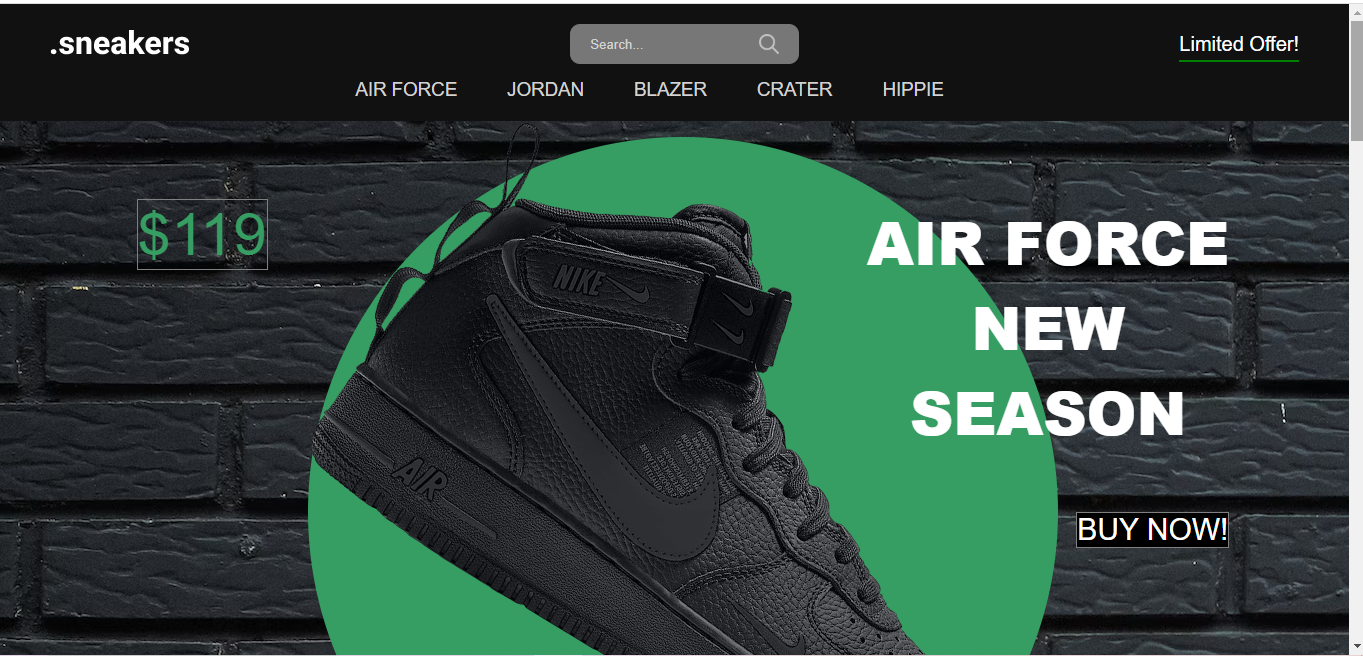 .sneakers
Search...
Limited Offer!
AIR FORCE JORDAN BLAZER CRATER HIPPIE
$119
AIR FORCE
NEW
SEASON
NIKE
AIR
BUY NOW!